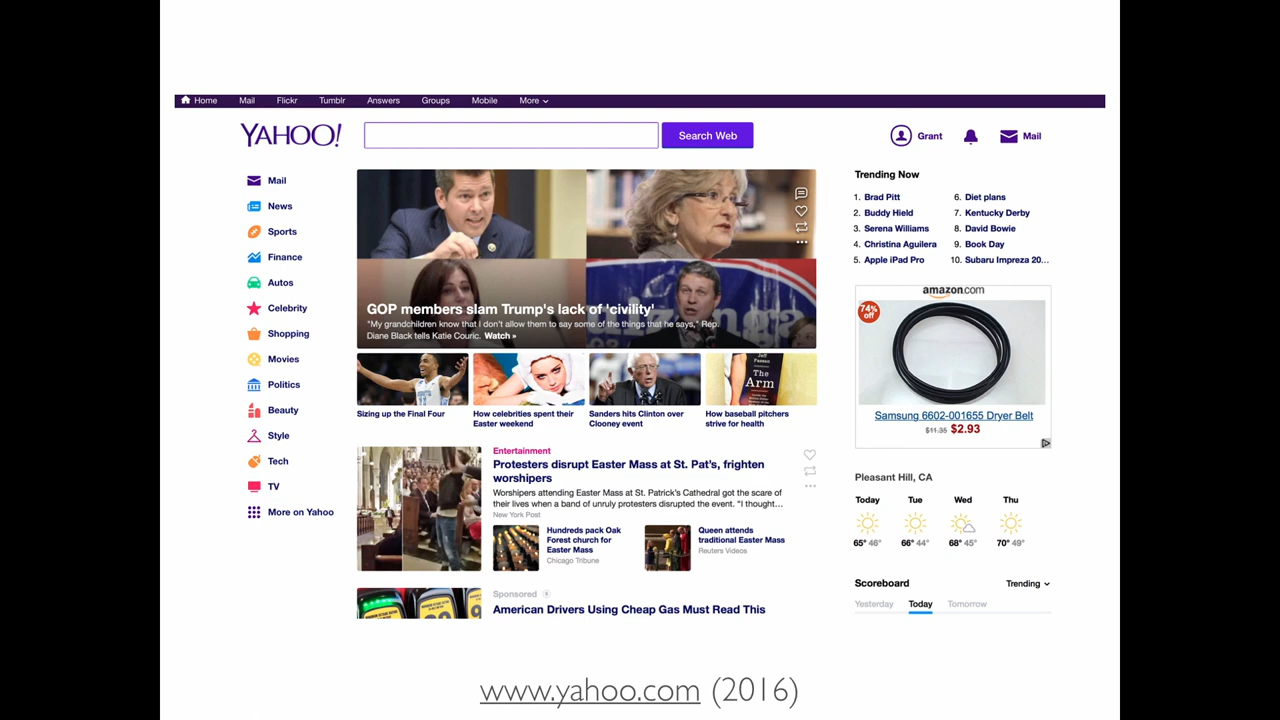 Home Mail Flickr Tumblr Answers Groups Mobile More
YAHOO!
Search Web
Grant
Mail
Mail
News
Sports
Finance
Autos
Celebrity
Shopping
Movies
Politics
Beauty
Style
Tech
TV
More on Yahoo
GOP members slam Trump's lack of 'civility'
"My grandchildren know that I don't allow them to say some of the things that he says," Rep.
Diane Black tells Katie Couric. Watch »
Jeff
Passan
The
Arm
Sizing up the Final Four
How celebrities spent their
Easter weekend
Sanders hits Clinton over
Clooney event
How baseball pitchers
strive for health
Entertainment
Protesters disrupt Easter Mass at St. Pat's, frighten
worshipers
Worshipers attending Easter Mass at St. Patrick's Cathedral got the scare of
their lives when a band of unruly protesters disrupted the event. "I thought…
New York Post
Hundreds pack Oak
Forest church for
Easter Mass
Chicago Tribune
Queen attends
traditional Easter Mass
Reuters Videos
Sponsored
American Drivers Using Cheap Gas Must Read This
Trending Now
1. Brad Pitt
2. Buddy Hield
3. Serena Williams
4. Christina Aguilera
5. Apple iPad Pro
6. Diet plans
7. Kentucky Derby
8. David Bowie
9. Book Day
10. Subaru Impreza 20...
amazon.com
74%
off
Samsung 6602-001655 Dryer Belt
$11.35 $2.93
Pleasant Hill, CA
Today Tue Wed Thu
65° 46° 66° 44° 68° 45° 70° 49°
Scoreboard Trending
Yesterday Today Tomorrow
www.yahoo.com (2016)